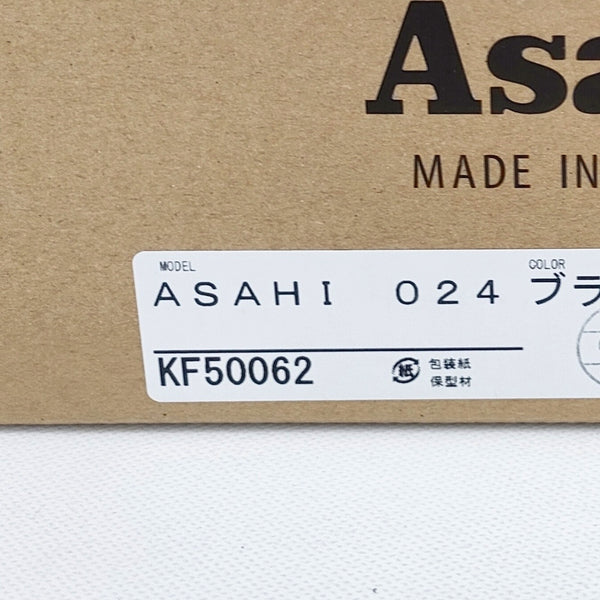 Asa
MADE IN
MODEL
COLOR
ＡＳＡＨＩ　０２４
ブラ
KF50062
紙
包装紙
保型材